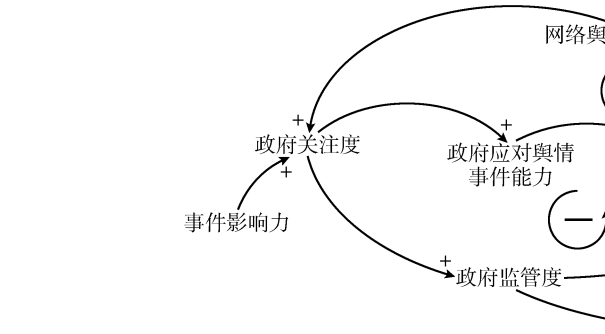 网络舆
+
+
政府关注度
政府应对舆情
事件能力
+
事件影响力
+
政府监管度